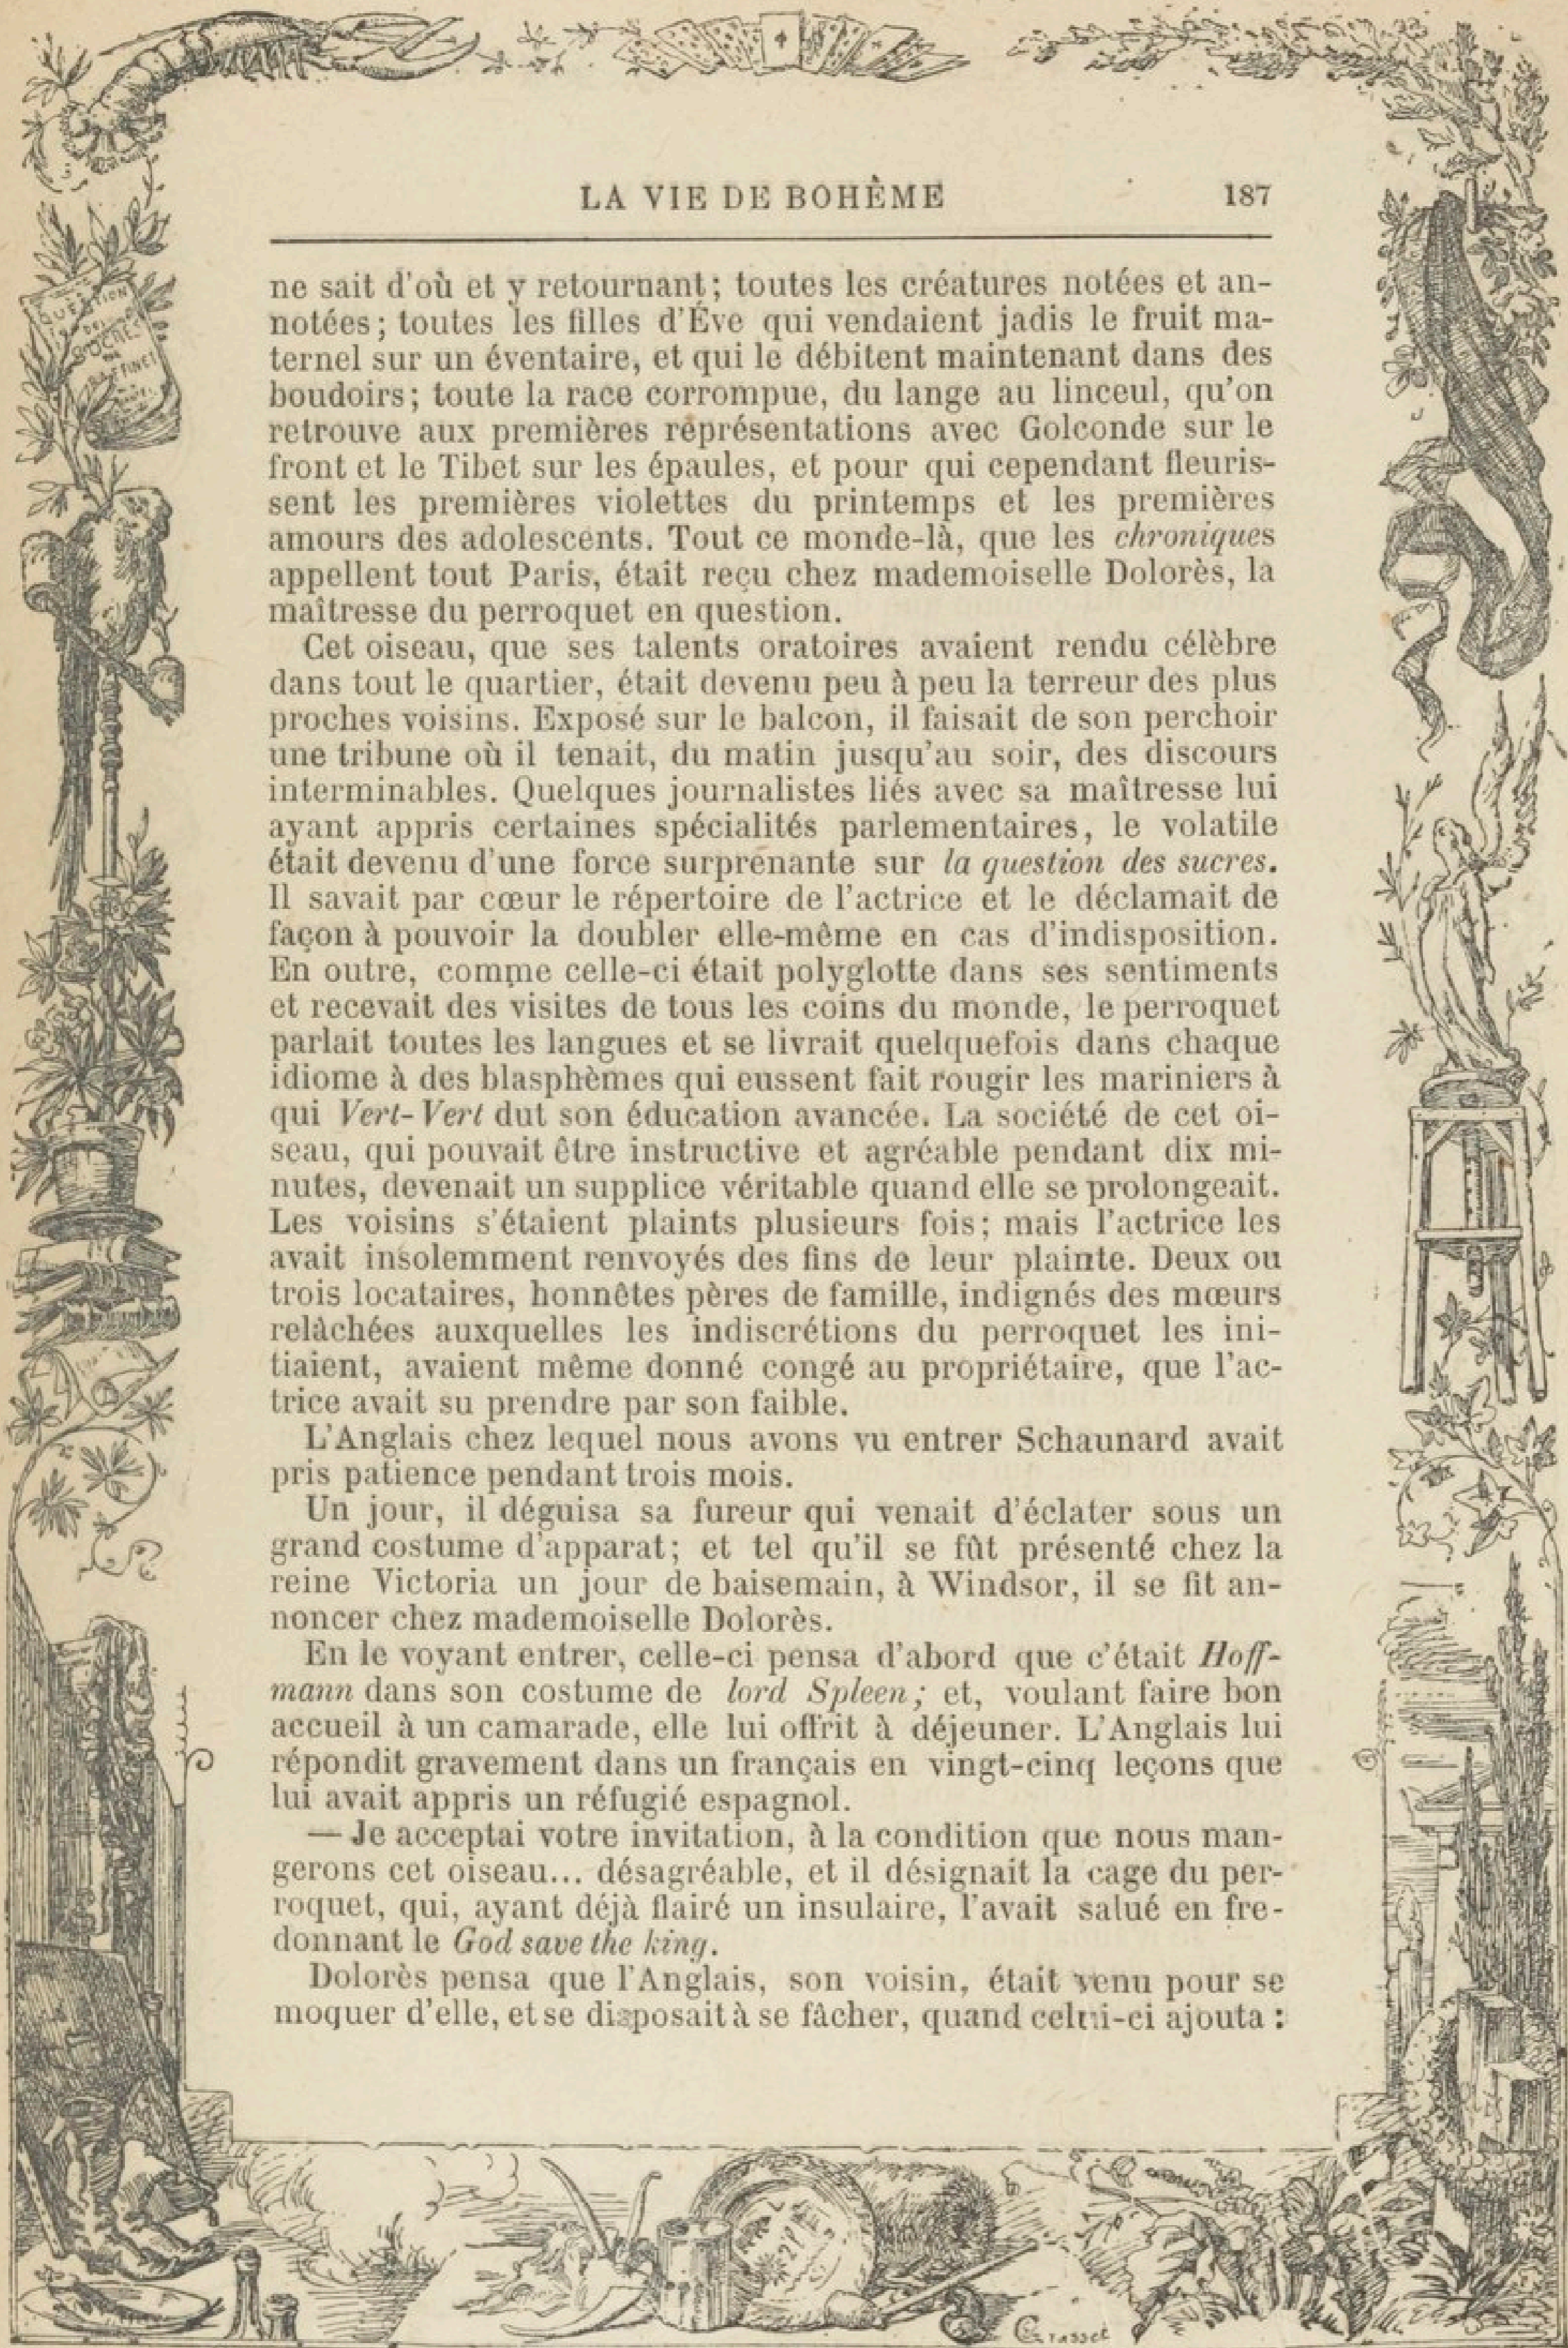 LA VIE DE BOHÈME 187
ne sait d'où et y retournant; toutes les créatures notées et an-
notées; toutes les filles d'Ève qui vendaient jadis le fruit ma-
ternel sur un éventaire, et qui le débitent maintenant dans des
boudoirs; toute la race corrompue, du lange au linceul, qu'on
retrouve aux premières représentations avec Golconde sur le
front et le Tibet sur les épaules, et pour qui cependant fleuris-
sent les premières violettes du printemps et les premières
amours des adolescents. Tout ce monde-là, que les chroniques
appellent tout Paris, était reçu chez mademoiselle Dolorès, la
maîtresse du perroquet en question.
Cet oiseau, que ses talents oratoires avaient rendu célèbre
dans tout le quartier, était devenu peu à peu la terreur des plus
proches voisins. Exposé sur le balcon, il faisait de son perchoir
une tribune où il tenait, du matin jusqu'au soir, des discours
interminables. Quelques journalistes liés avec sa maîtresse lui
ayant appris certaines spécialités parlementaires, le volatile
était devenu d'une force surprenante sur la question des sucres.
Il savait par cœur le répertoire de l'actrice et le déclamait de
façon à pouvoir la doubler elle-même en cas d'indisposition.
En outre, comme celle-ci était polyglotte dans ses sentiments
et recevait des visites de tous les coins du monde, le perroquet
parlait toutes les langues et se livrait quelquefois dans chaque
idiome à des blasphèmes qui eussent fait rougir les mariniers à
qui Vert-Vert dut son éducation avancée. La société de cet oi-
seau, qui pouvait être instructive et agréable pendant dix mi-
nutes, devenait un supplice véritable quand elle se prolongeait.
Les voisins s'étaient plaints plusieurs fois; mais l'actrice les
avait insolemment renvoyés des fins de leur plainte. Deux ou
trois locataires, honnêtes pères de famille, indignés des mœurs
relâchées auxquelles les indiscrétions du perroquet les ini-
tiaient, avaient même donné congé au propriétaire, que l'ac-
trice avait su prendre par son faible.
L'Anglais chez lequel nous avons vu entrer Schaunard avait
pris patience pendant trois mois.
Un jour, il déguisa sa fureur qui venait d'éclater sous un
grand costume d'apparat; et tel qu'il se fût présenté chez la
reine Victoria un jour de baisemain, à Windsor, il se fit an-
noncer chez mademoiselle Dolorès.
En le voyant entrer, celle-ci pensa d'abord que c'était Hoff-
mann dans son costume de lord Spleen; et, voulant faire bon
accueil à un camarade, elle lui offrit à déjeuner. L'Anglais lui
répondit gravement dans un français en vingt-cinq leçons que
lui avait appris un réfugié espagnol.
— Je acceptai votre invitation, à la condition que nous man-
gerons cet oiseau... désagréable, et il désignait la cage du per-
roquet, qui, ayant déjà flairé un insulaire, l'avait salué en fre-
donnant le God save the king.
Dolorès pensa que l'Anglais, son voisin, était venu pour se
moquer d'elle, et se disposait à se fâcher, quand celui-ci ajouta :
QUESTION
DES
SUCRES
Grasset